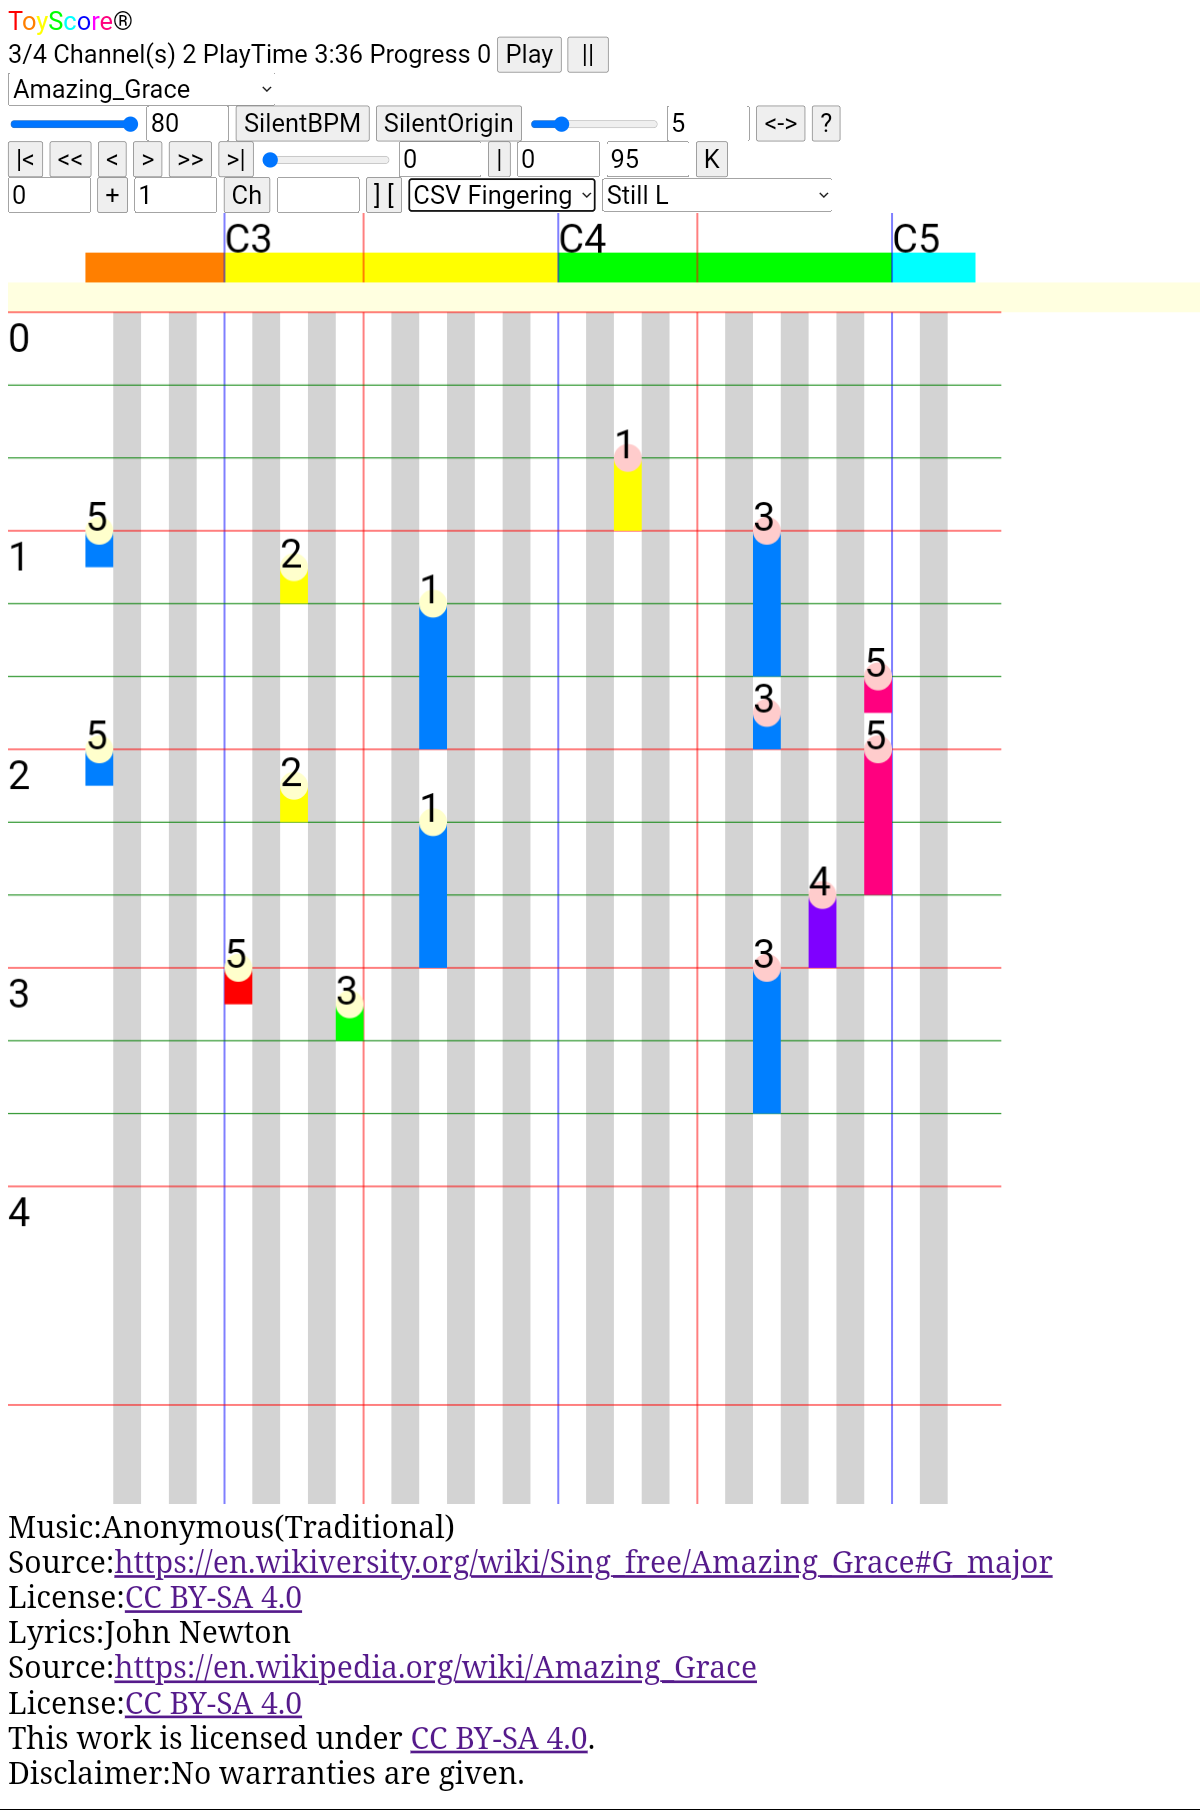 ToyScore®
3/4 Channel(s) 2 PlayTime 3:36 Progress 0 Play ||
Amazing_Grace
80 SilentBPM SilentOrigin 5 <-> ?
|< << < > >> >| 0 | 0 95 K
0 + 1 Ch ] [ CSV Fingering Still L
C3 C4 C5
0
1
5 3
1 2
1
5
3
5 5
2 2
1
4
5 3
3 3
4
Music:Anonymous(Traditional)
Source:https://en.wikiversity.org/wiki/Sing_free/Amazing_Grace#G_major
License:CC BY-SA 4.0
Lyrics:John Newton
Source:https://en.wikipedia.org/wiki/Amazing_Grace
License:CC BY-SA 4.0
This work is licensed under CC BY-SA 4.0.
Disclaimer:No warranties are given.